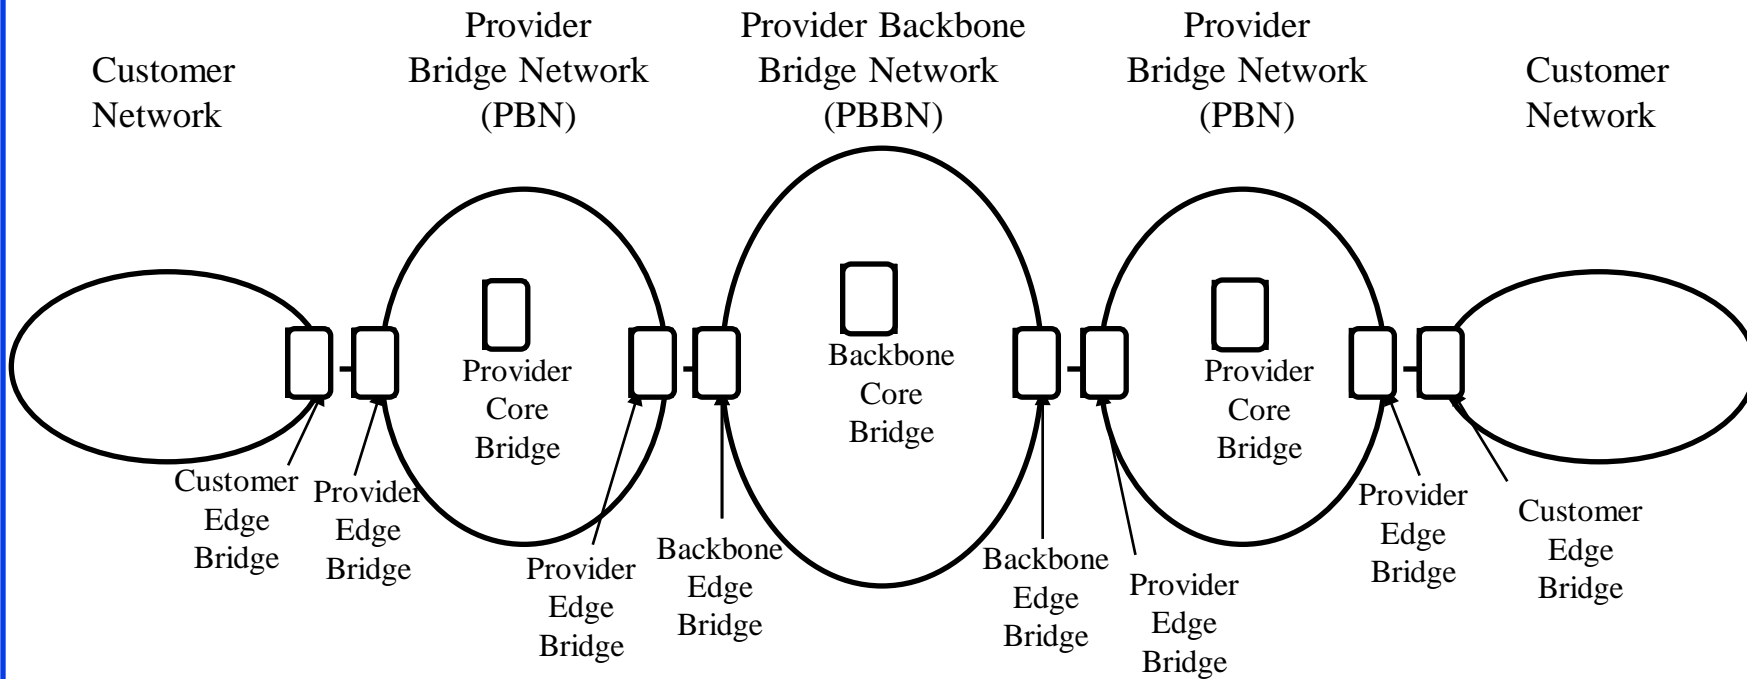 Customer
Network
Provider
Bridge Network
(PBN)
Provider Backbone
Bridge Network
(PBBN)
Provider
Bridge Network
(PBN)
Customer
Network
Provider
Core
Bridge
Backbone
Core
Bridge
Provider
Core
Bridge
Customer
Edge
Bridge
Provider
Edge
Bridge
Provider
Edge
Bridge
Backbone
Edge
Bridge
Backbone
Edge
Bridge
Provider
Edge
Bridge
Provider
Edge
Bridge
Customer
Edge
Bridge